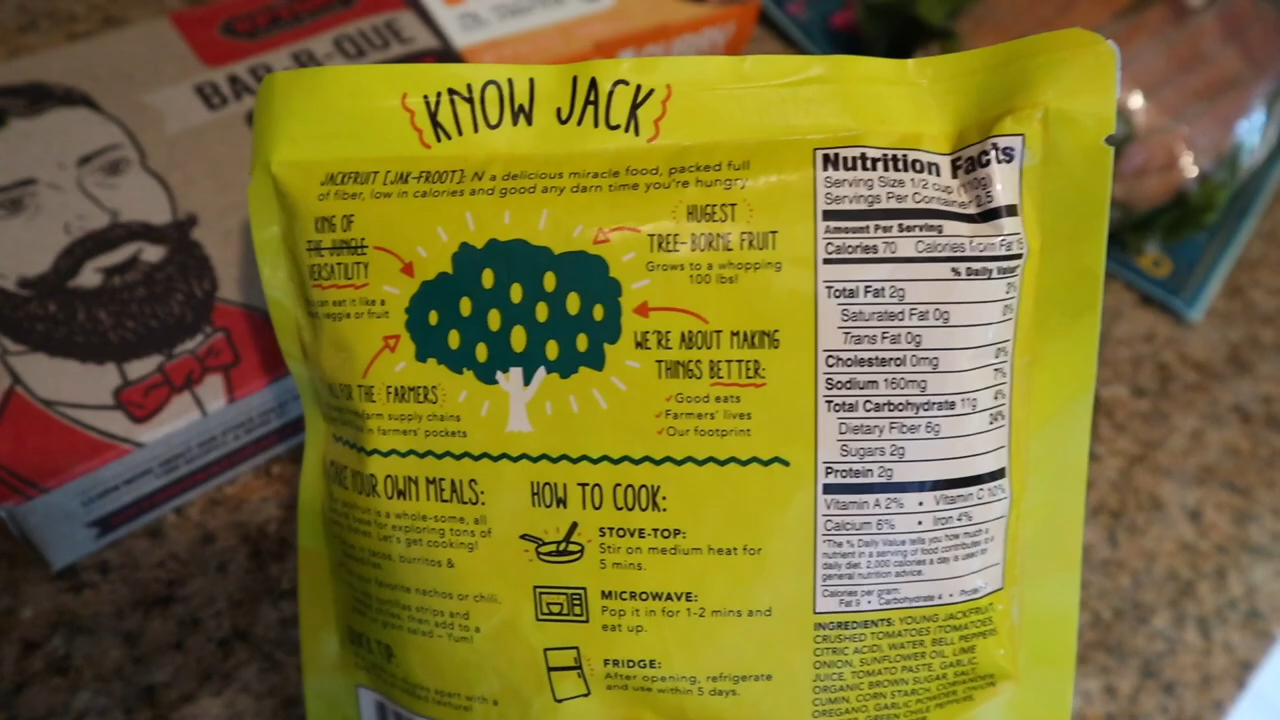 BAR-B-QUE
KNOW JACK
JACKFRUIT [JAK-FROOT]: N a delicious miracle food, packed full
of fiber, low in calories and good any darn time you're hungry.
KING OF
THE JUNGLE
VERSATILITY
can eat it like a
veggie or fruit
HUGEST
TREE-BORNE FRUIT
Grows to a whopping
100 lbs!
WE'RE ABOUT MAKING
THINGS BETTER:
Good eats
Farmers' lives
Our footprint
FOR THE FARMERS
farm supply chains
in farmers' pockets
YOUR OWN MEALS:
is a whole-some, all
base for exploring tons of
Let's get cooking!
in tacos, burritos &
your favorite nachos or chili.
strips and
then add to a
or grain salad – Yum!
TIP:
apart with a
HOW TO COOK:
STOVE-TOP:
Stir on medium heat for
5 mins.
MICROWAVE:
Pop it in for 1-2 mins and
eat up.
FRIDGE:
After opening, refrigerate
and use within 5 days.
Nutrition Facts
Serving Size 1/2 cup (110g)
Servings Per Container 2.5
Amount Per Serving
Calories 70 Calories from Fat 15
% Daily Value*
Total Fat 2g 3%
Saturated Fat 0g 0%
Trans Fat 0g
Cholesterol 0mg 0%
Sodium 160mg 7%
Total Carbohydrate 11g 4%
Dietary Fiber 6g 24%
Sugars 2g
Protein 2g
Vitamin A 2% • Vitamin C 10%
Calcium 6% • Iron 4%
*The % Daily Value tells you how much a
nutrient in a serving of food contributes to a
daily diet. 2,000 calories a day is used for
general nutrition advice.
Calories per gram:
Fat 9 • Carbohydrate 4 • Protein 4
INGREDIENTS: YOUNG JACKFRUIT,
CRUSHED TOMATOES (TOMATOES,
CITRIC ACID), WATER, BELL PEPPERS,
ONION, SUNFLOWER OIL, LIME
JUICE, TOMATO PASTE, GARLIC,
ORGANIC BROWN SUGAR, SALT,
CUMIN, CORN STARCH, CORIANDER,
OREGANO, GARLIC POWDER, ONION
GREEN CHILE PEPPERS,